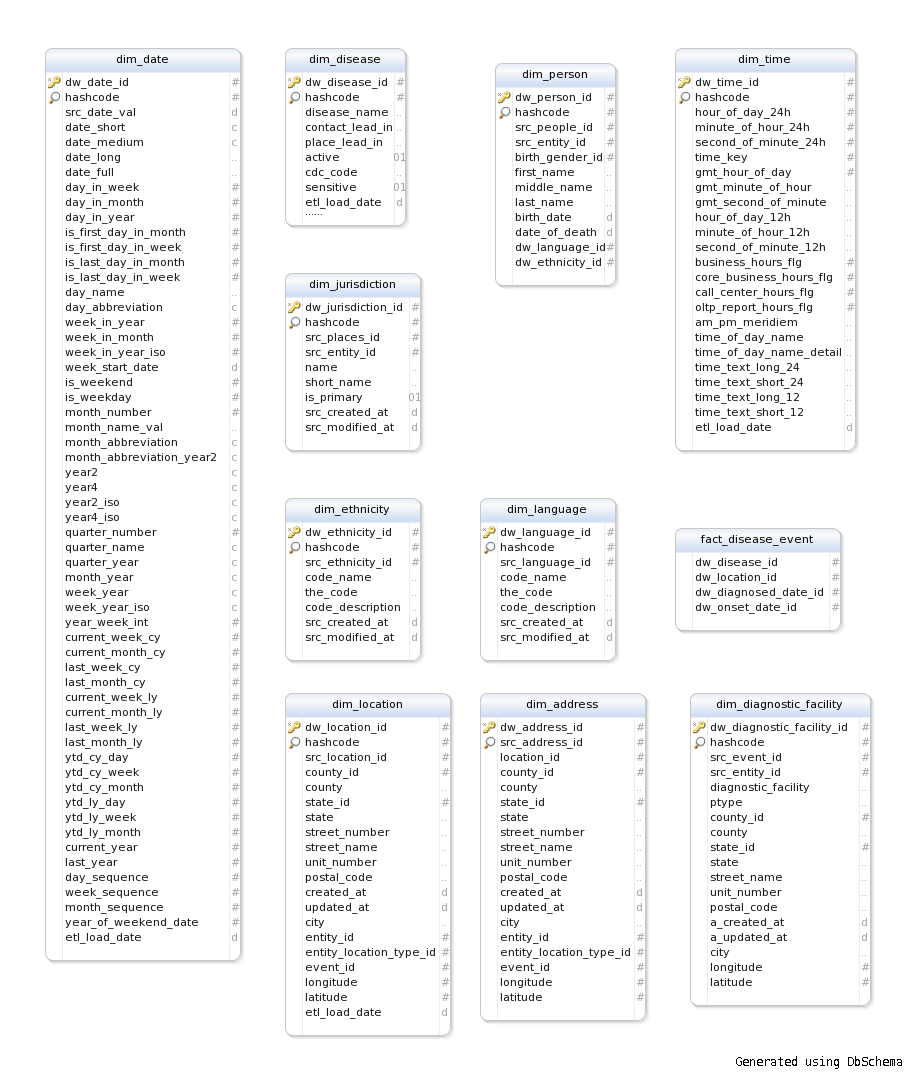 dim_date
dw_date_id #
hashcode #
src_date_val d
date_short c
date_medium c
date_long ..
date_full ..
day_in_week #
day_in_month #
day_in_year #
is_first_day_in_month #
is_first_day_in_week #
is_last_day_in_month #
is_last_day_in_week #
day_name ..
day_abbreviation c
week_in_year #
week_in_month #
week_in_year_iso #
week_start_date d
is_weekend #
is_weekday #
month_number #
month_name_val ..
month_abbreviation c
month_abbreviation_year2 c
year2 c
year4 c
year2_iso c
year4_iso c
quarter_number #
quarter_name c
quarter_year c
month_year c
week_year c
week_year_iso c
year_week_int #
current_week_cy #
current_month_cy #
last_week_cy #
last_month_cy #
current_week_ly #
current_month_ly #
last_week_ly #
last_month_ly #
ytd_cy_day #
ytd_cy_week #
ytd_cy_month #
ytd_ly_day #
ytd_ly_week #
ytd_ly_month #
current_year #
last_year #
day_sequence #
week_sequence #
month_sequence #
year_of_weekend_date #
etl_load_date d
dim_disease
dw_disease_id #
hashcode #
disease_name ..
contact_lead_in ..
place_lead_in ..
active 01
cdc_code ..
sensitive 01
etl_load_date d
......
dim_person
dw_person_id #
hashcode #
src_people_id #
src_entity_id #
birth_gender_id #
first_name ..
middle_name ..
last_name ..
birth_date d
date_of_death d
dw_language_id #
dw_ethnicity_id #
dim_time
dw_time_id #
hashcode #
hour_of_day_24h #
minute_of_hour_24h #
second_of_minute_24h #
time_key #
gmt_hour_of_day #
gmt_minute_of_hour ..
gmt_second_of_minute ..
hour_of_day_12h ..
minute_of_hour_12h ..
second_of_minute_12h ..
business_hours_flg #
core_business_hours_flg #
call_center_hours_flg #
oltp_report_hours_flg #
am_pm_meridiem ..
time_of_day_name ..
time_of_day_name_detail ..
time_text_long_24 ..
time_text_short_24 ..
time_text_long_12 ..
time_text_short_12 ..
etl_load_date d
dim_jurisdiction
dw_jurisdiction_id #
hashcode #
src_places_id #
src_entity_id #
name ..
short_name ..
is_primary 01
src_created_at d
src_modified_at d
dim_ethnicity
dw_ethnicity_id #
hashcode #
src_ethnicity_id #
code_name ..
the_code ..
code_description ..
src_created_at d
src_modified_at d
dim_language
dw_language_id #
hashcode #
src_language_id #
code_name ..
the_code ..
code_description ..
src_created_at d
src_modified_at d
fact_disease_event
dw_disease_id #
dw_location_id #
dw_diagnosed_date_id #
dw_onset_date_id #
dim_location
dw_location_id #
hashcode #
src_location_id #
county_id #
county ..
state_id #
state ..
street_number ..
street_name ..
unit_number ..
postal_code ..
created_at d
updated_at d
city ..
entity_id #
entity_location_type_id #
event_id #
longitude #
latitude #
etl_load_date d
dim_address
dw_address_id #
src_address_id #
location_id #
county_id #
county ..
state_id #
state ..
street_number ..
street_name ..
unit_number ..
postal_code ..
created_at d
updated_at d
city ..
entity_id #
entity_location_type_id #
event_id #
longitude #
latitude #
dim_diagnostic_facility
dw_diagnostic_facility_id #
hashcode #
src_event_id #
src_entity_id #
diagnostic_facility ..
ptype ..
county_id #
county ..
state_id #
state ..
street_name ..
unit_number ..
postal_code ..
a_created_at d
a_updated_at d
city ..
longitude #
latitude #
Generated using DbSchema